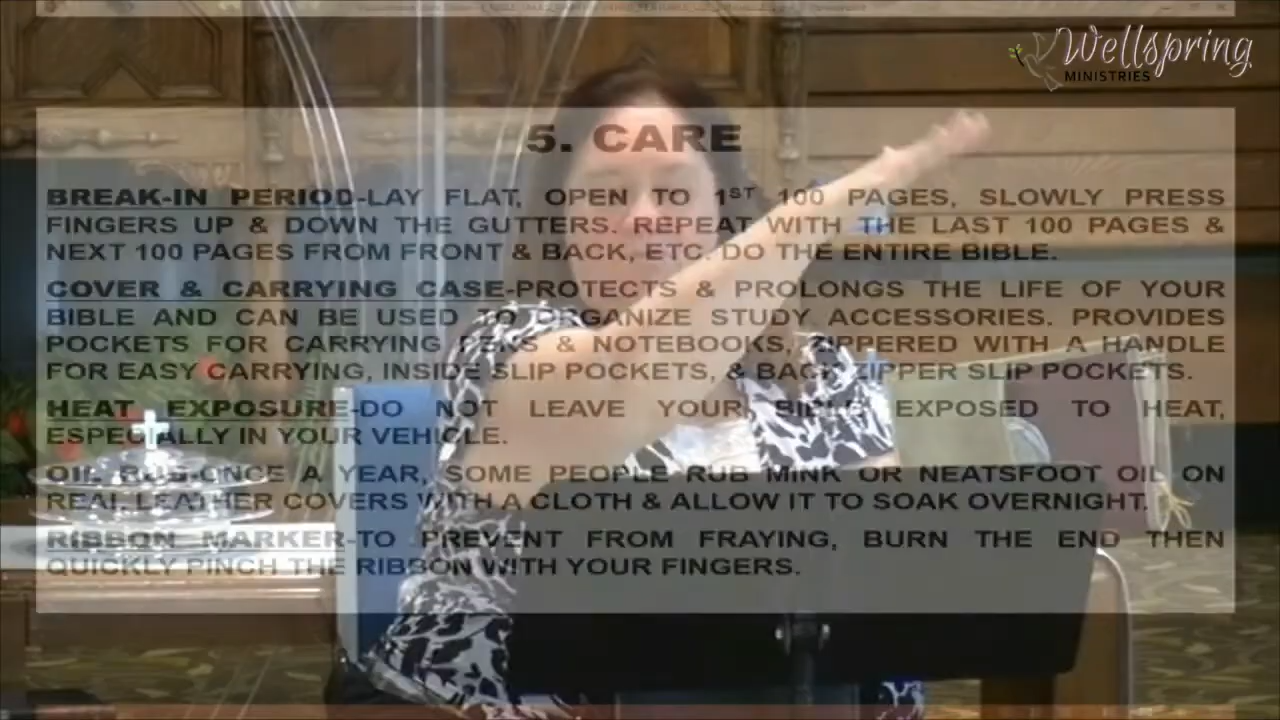 Wellspring
MINISTRIES
5. CARE
BREAK-IN PERIOD-LAY FLAT, OPEN TO 1ST 100 PAGES, SLOWLY PRESS
FINGERS UP & DOWN THE GUTTERS. REPEAT WITH THE LAST 100 PAGES &
NEXT 100 PAGES FROM FRONT & BACK, ETC. DO THE ENTIRE BIBLE.
COVER & CARRYING CASE-PROTECTS & PROLONGS THE LIFE OF YOUR
BIBLE AND CAN BE USED TO ORGANIZE STUDY ACCESSORIES. PROVIDES
POCKETS FOR CARRYING PENS & NOTEBOOKS, ZIPPERED WITH A HANDLE
FOR EASY CARRYING, INSIDE SLIP POCKETS, & BACK ZIPPER SLIP POCKETS.
HEAT EXPOSURE-DO NOT LEAVE YOUR BIBLE EXPOSED TO HEAT,
ESPECIALLY IN YOUR VEHICLE.
OIL RUB-ONCE A YEAR, SOME PEOPLE RUB MINK OR NEATSFOOT OIL ON
REAL LEATHER COVERS WITH A CLOTH & ALLOW IT TO SOAK OVERNIGHT.
RIBBON MARKER-TO PREVENT FROM FRAYING, BURN THE END THEN
QUICKLY PINCH THE RIBBON WITH YOUR FINGERS.